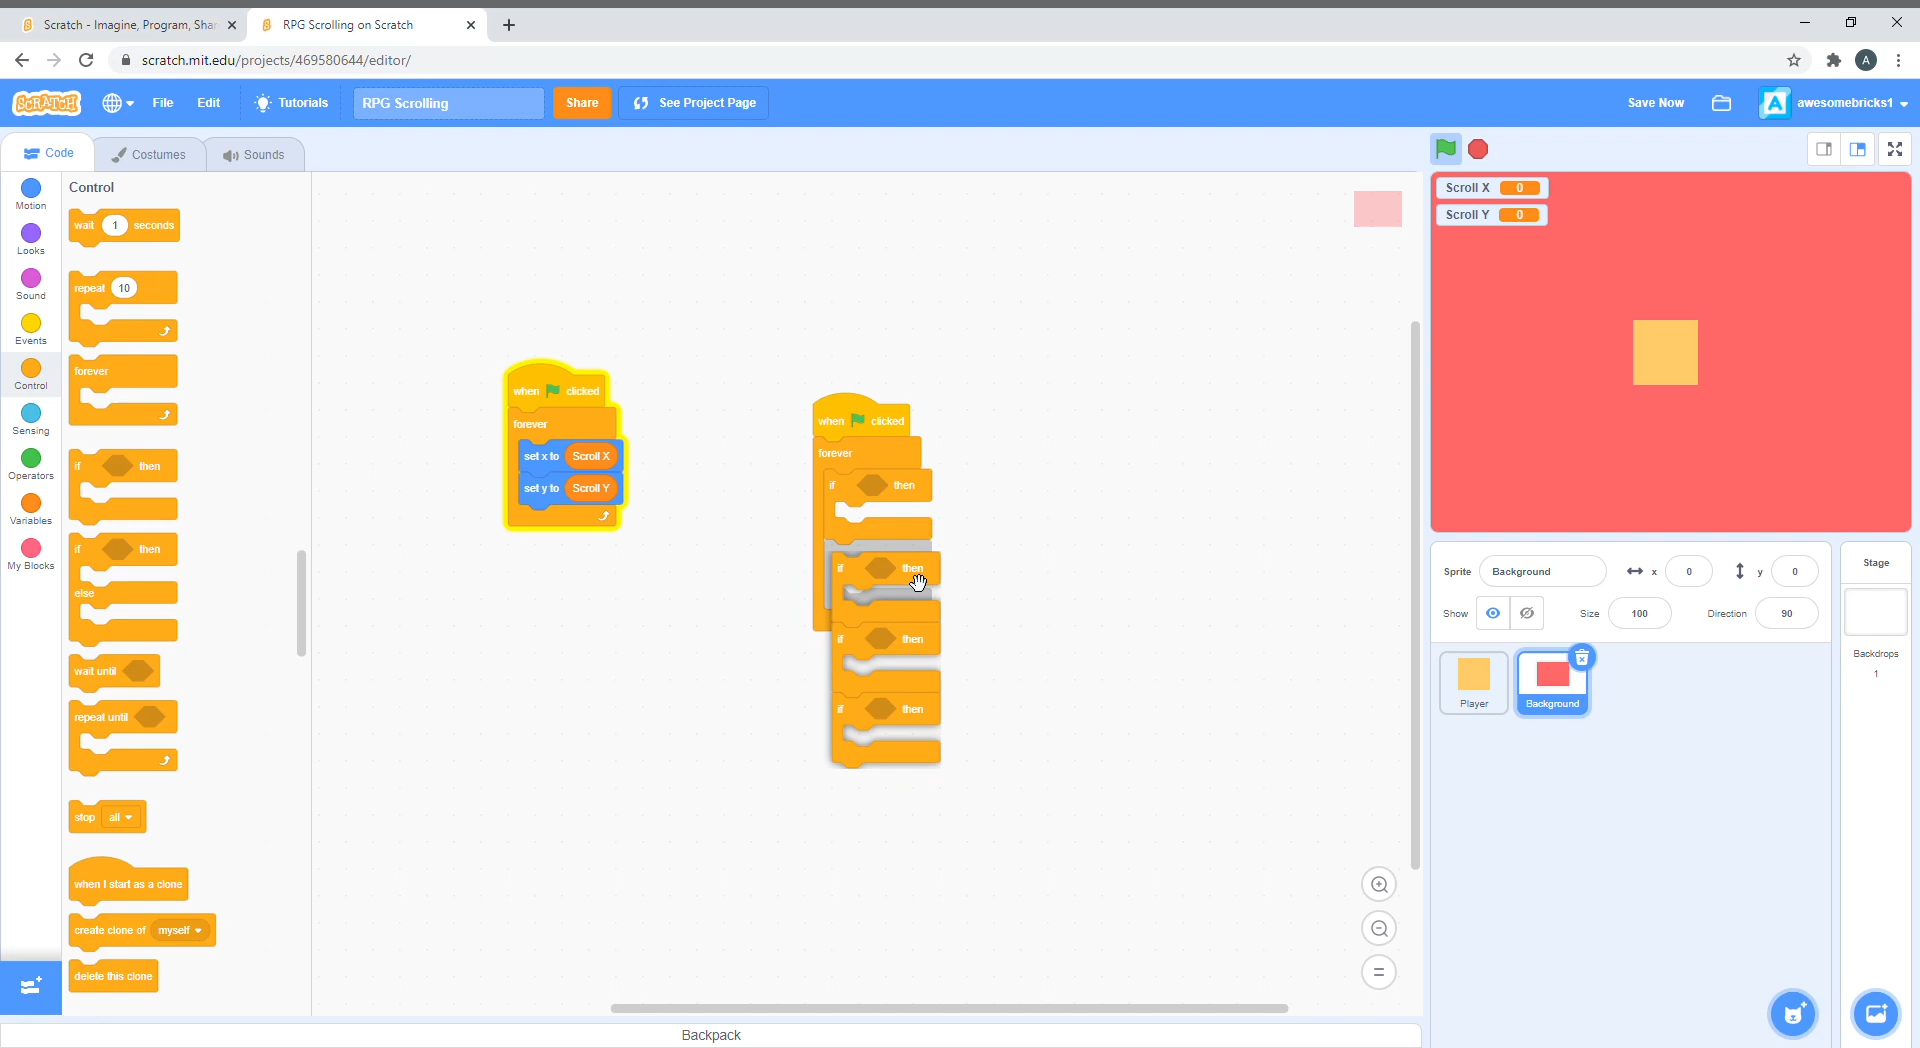 Scratch - Imagine, Program, Sha
RPG Scrolling on Scratch
scratch.mit.edu/projects/469580644/editor/
A
SCRATCH
File
Edit
Tutorials
RPG Scrolling
Share
See Project Page
Save Now
awesomebricks1
Code
Costumes
Sounds
Motion
Looks
Sound
Events
Control
Sensing
Operators
Variables
My Blocks
Control
wait 1 seconds
repeat 10
forever
if then
if then
else
wait until
repeat until
stop all
when I start as a clone
create clone of myself
delete this clone
when clicked
forever
set x to Scroll X
set y to Scroll Y
when clicked
forever
if then
if then
if then
if then
Scroll X 0
Scroll Y 0
Sprite Background x 0 y 0
Show Size 100 Direction 90
Player
Background
Stage
Backdrops
1
Backpack